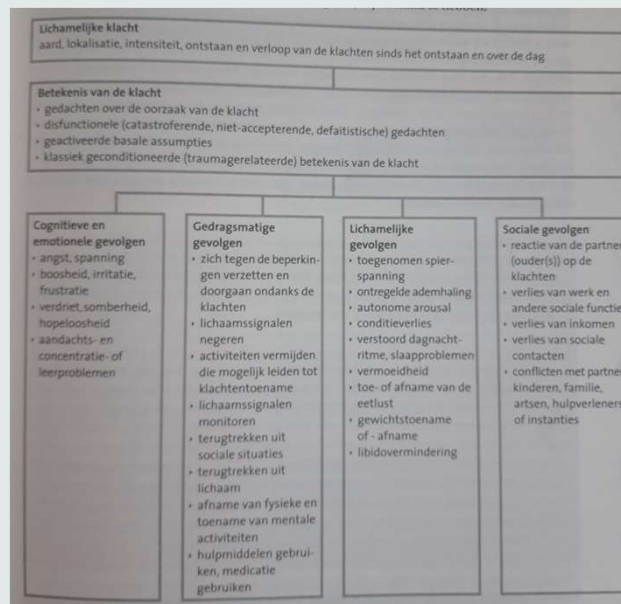 Lichamelijke klacht
aard, lokalisatie, intensiteit, ontstaan en verloop van de klachten sinds het ontstaan en over de dag
Betekenis van de klacht
• gedachten over de oorzaak van de klacht
• disfunctionele (catastroferende, niet-accepterende, defaitistische) gedachten
• geactiveerde basale assumpties
• klassiek geconditioneerde (traumagerelateerde) betekenis van de klacht
Cognitieve en
emotionele gevolgen
• angst, spanning
• boosheid, irritatie,
frustratie
• verdriet, somberheid,
hopeloosheid
• aandachts- en
concentratie- of
leerproblemen
Gedragsmatige
gevolgen
• zich tegen de beperkin-
gen verzetten en
doorgaan ondanks de
klachten
• lichaamssignalen
negeren
• activiteiten vermijden
die mogelijk leiden tot
klachtentoename
• lichaamssignalen
monitoren
• terugtrekken uit
sociale situaties
• terugtrekken uit
lichaam
• afname van fysieke en
toename van mentale
activiteiten
• hulpmiddelen gebrui-
ken, medicatie
gebruiken
Lichamelijke
gevolgen
• toegenomen spier-
spanning
• ontregelde ademhaling
• autonome arousal
• conditieverlies
• verstoord dagnacht-
ritme, slaapproblemen
• vermoeidheid
• toe- of afname van de
eetlust
• gewichtstoename
of - afname
• libidovermindering
Sociale gevolgen
• reactie van de partner
(ouder(s)) op de
klachten
• verlies van werk en
andere sociale functie
• verlies van inkomen
• verlies van sociale
contacten
• conflicten met partner
kinderen, familie,
artsen, hulpverleners
of instanties